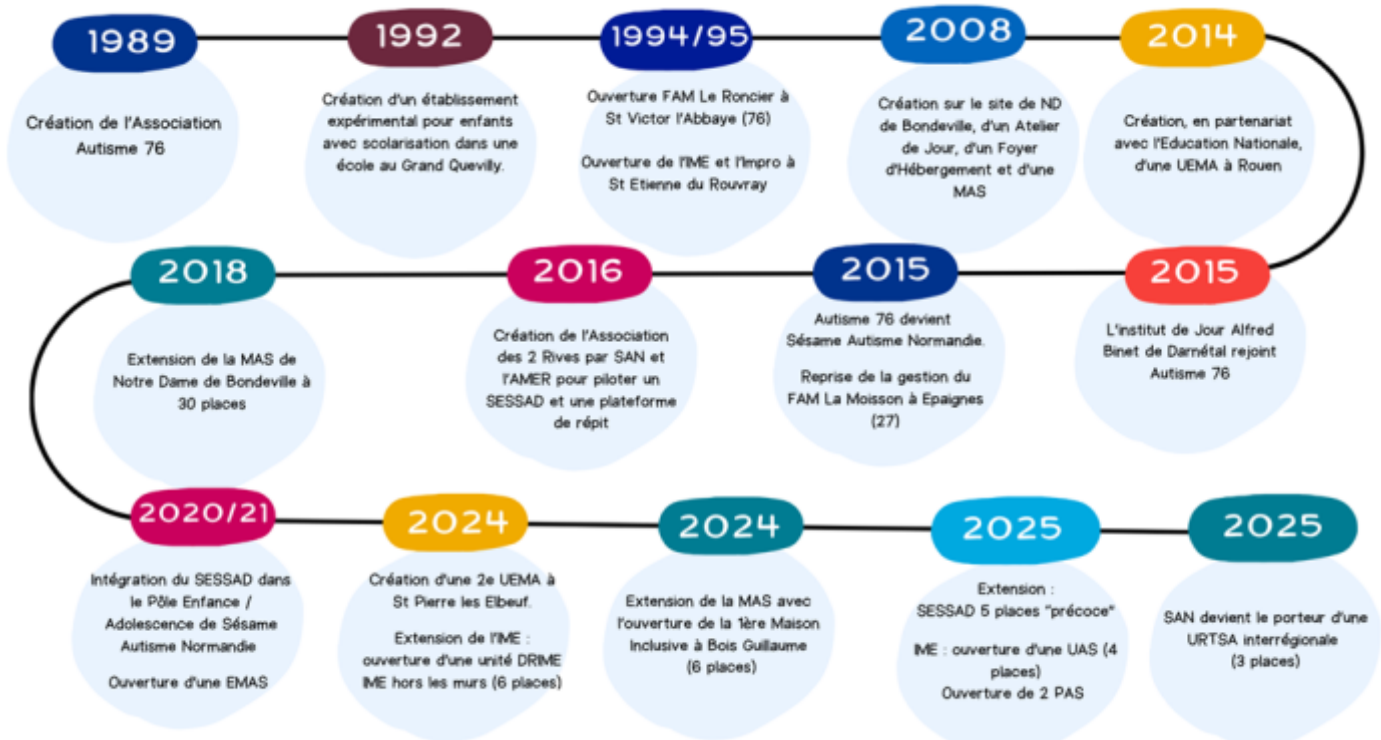 1989
Création de l'Association
Autisme 76
1992
Création d'un établissement
expérimental pour enfants
avec scolarisation dans une
école au Grand Quevilly.
1994/95
Ouverture FAM Le Roncier à
St Victor l'Abbaye (76)
Ouverture de l'IME et l'Impro à
St Etienne du Rouvray
2008
Création sur le site de ND
de Bondeville, d'un Atelier
de Jour, d'un Foyer
d'Hébergement et d'une
MAS
2014
Création, en partenariat
avec l'Education Nationale,
d'une UEMA à Rouen
2015
L'institut de Jour Alfred
Binet de Darnétal rejoint
Autisme 76
2015
Autisme 76 devient
Sésame Autisme Normandie.
Reprise de la gestion du
FAM La Moisson à Epaignes
(27)
2016
Création de l'Association
des 2 Rives par SAN et
l'AMER pour piloter un
SESSAD et une plateforme
de répit
2018
Extension de la MAS de
Notre Dame de Bondeville à
30 places
2020/21
Intégration du SESSAD dans
le Pôle Enfance /
Adolescence de Sésame
Autisme Normandie
Ouverture d'une EMAS
2024
Création d'une 2e UEMA à
St Pierre les Elbeuf.
Extension de l'IME :
ouverture d'une unité DRIME
IME hors les murs (6 places)
2024
Extension de la MAS avec
l'ouverture de la 1ère Maison
Inclusive à Bois Guillaume
(6 places)
2025
Extension :
SESSAD 5 places "précoce"
IME : ouverture d'une UAS (4
places)
Ouverture de 2 PAS
2025
SAN devient le porteur d'une
URTSA interrégionale
(3 places)